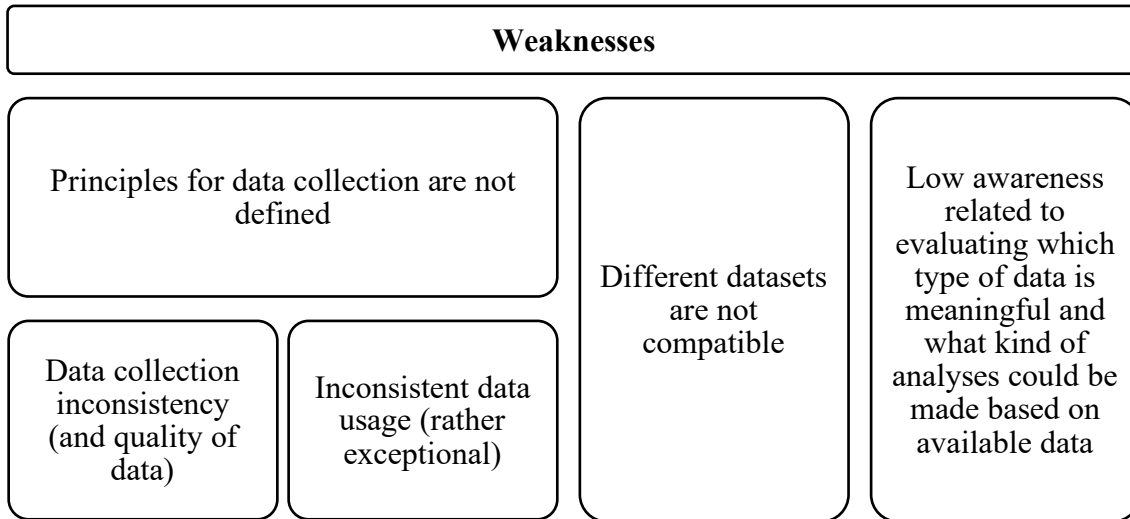 Weaknesses
Principles for data collection are not
defined
Data collection
inconsistency
(and quality of
data)
Inconsistent data
usage (rather
exceptional)
Different datasets
are not
compatible
Low awareness
related to
evaluating which
type of data is
meaningful and
what kind of
analyses could be
made based on
available data